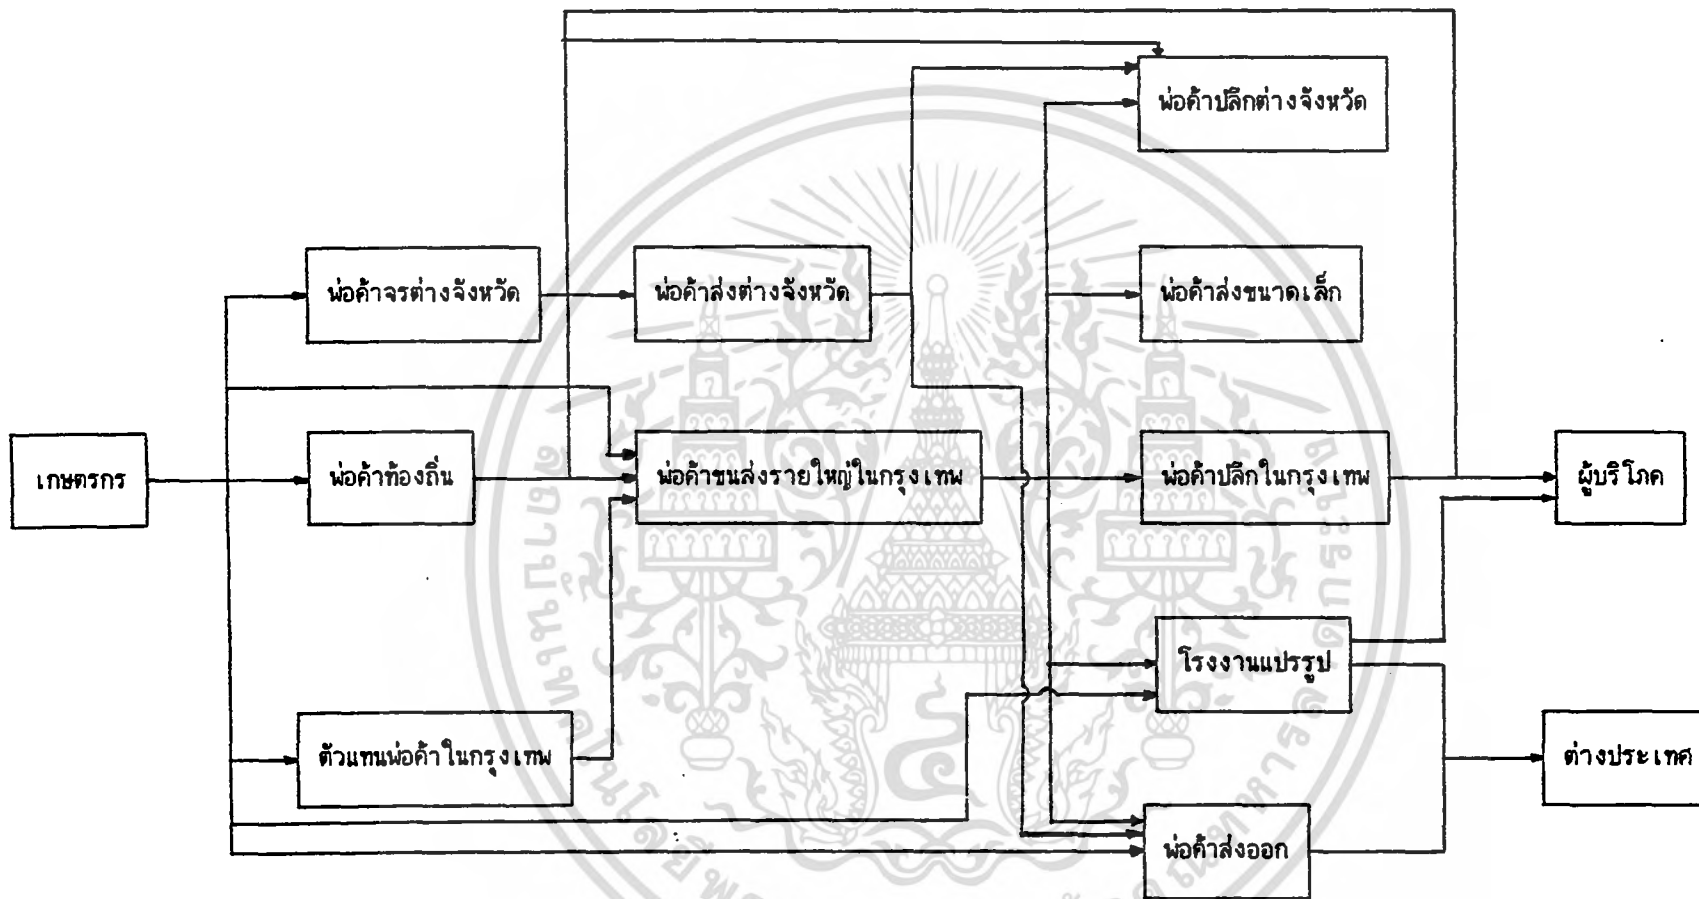 พ่อค้าปลึกต่างจังหวัด
พ่อค้าจรต่างจังหวัด
พ่อค้าส่งต่างจังหวัด
พ่อค้าส่งขนาดเล็ก
เกษตรกร
พ่อค้าท้องถิ่น
พ่อค้าขนส่งรายใหญ่ในกรุงเทพ
พ่อค้าปลึกในกรุงเทพ
ผู้บริโภค
โรงงานแปรรูป
ตัวแทนพ่อค้าในกรุงเทพ
ต่างประเทศ
พ่อค้าส่งออก